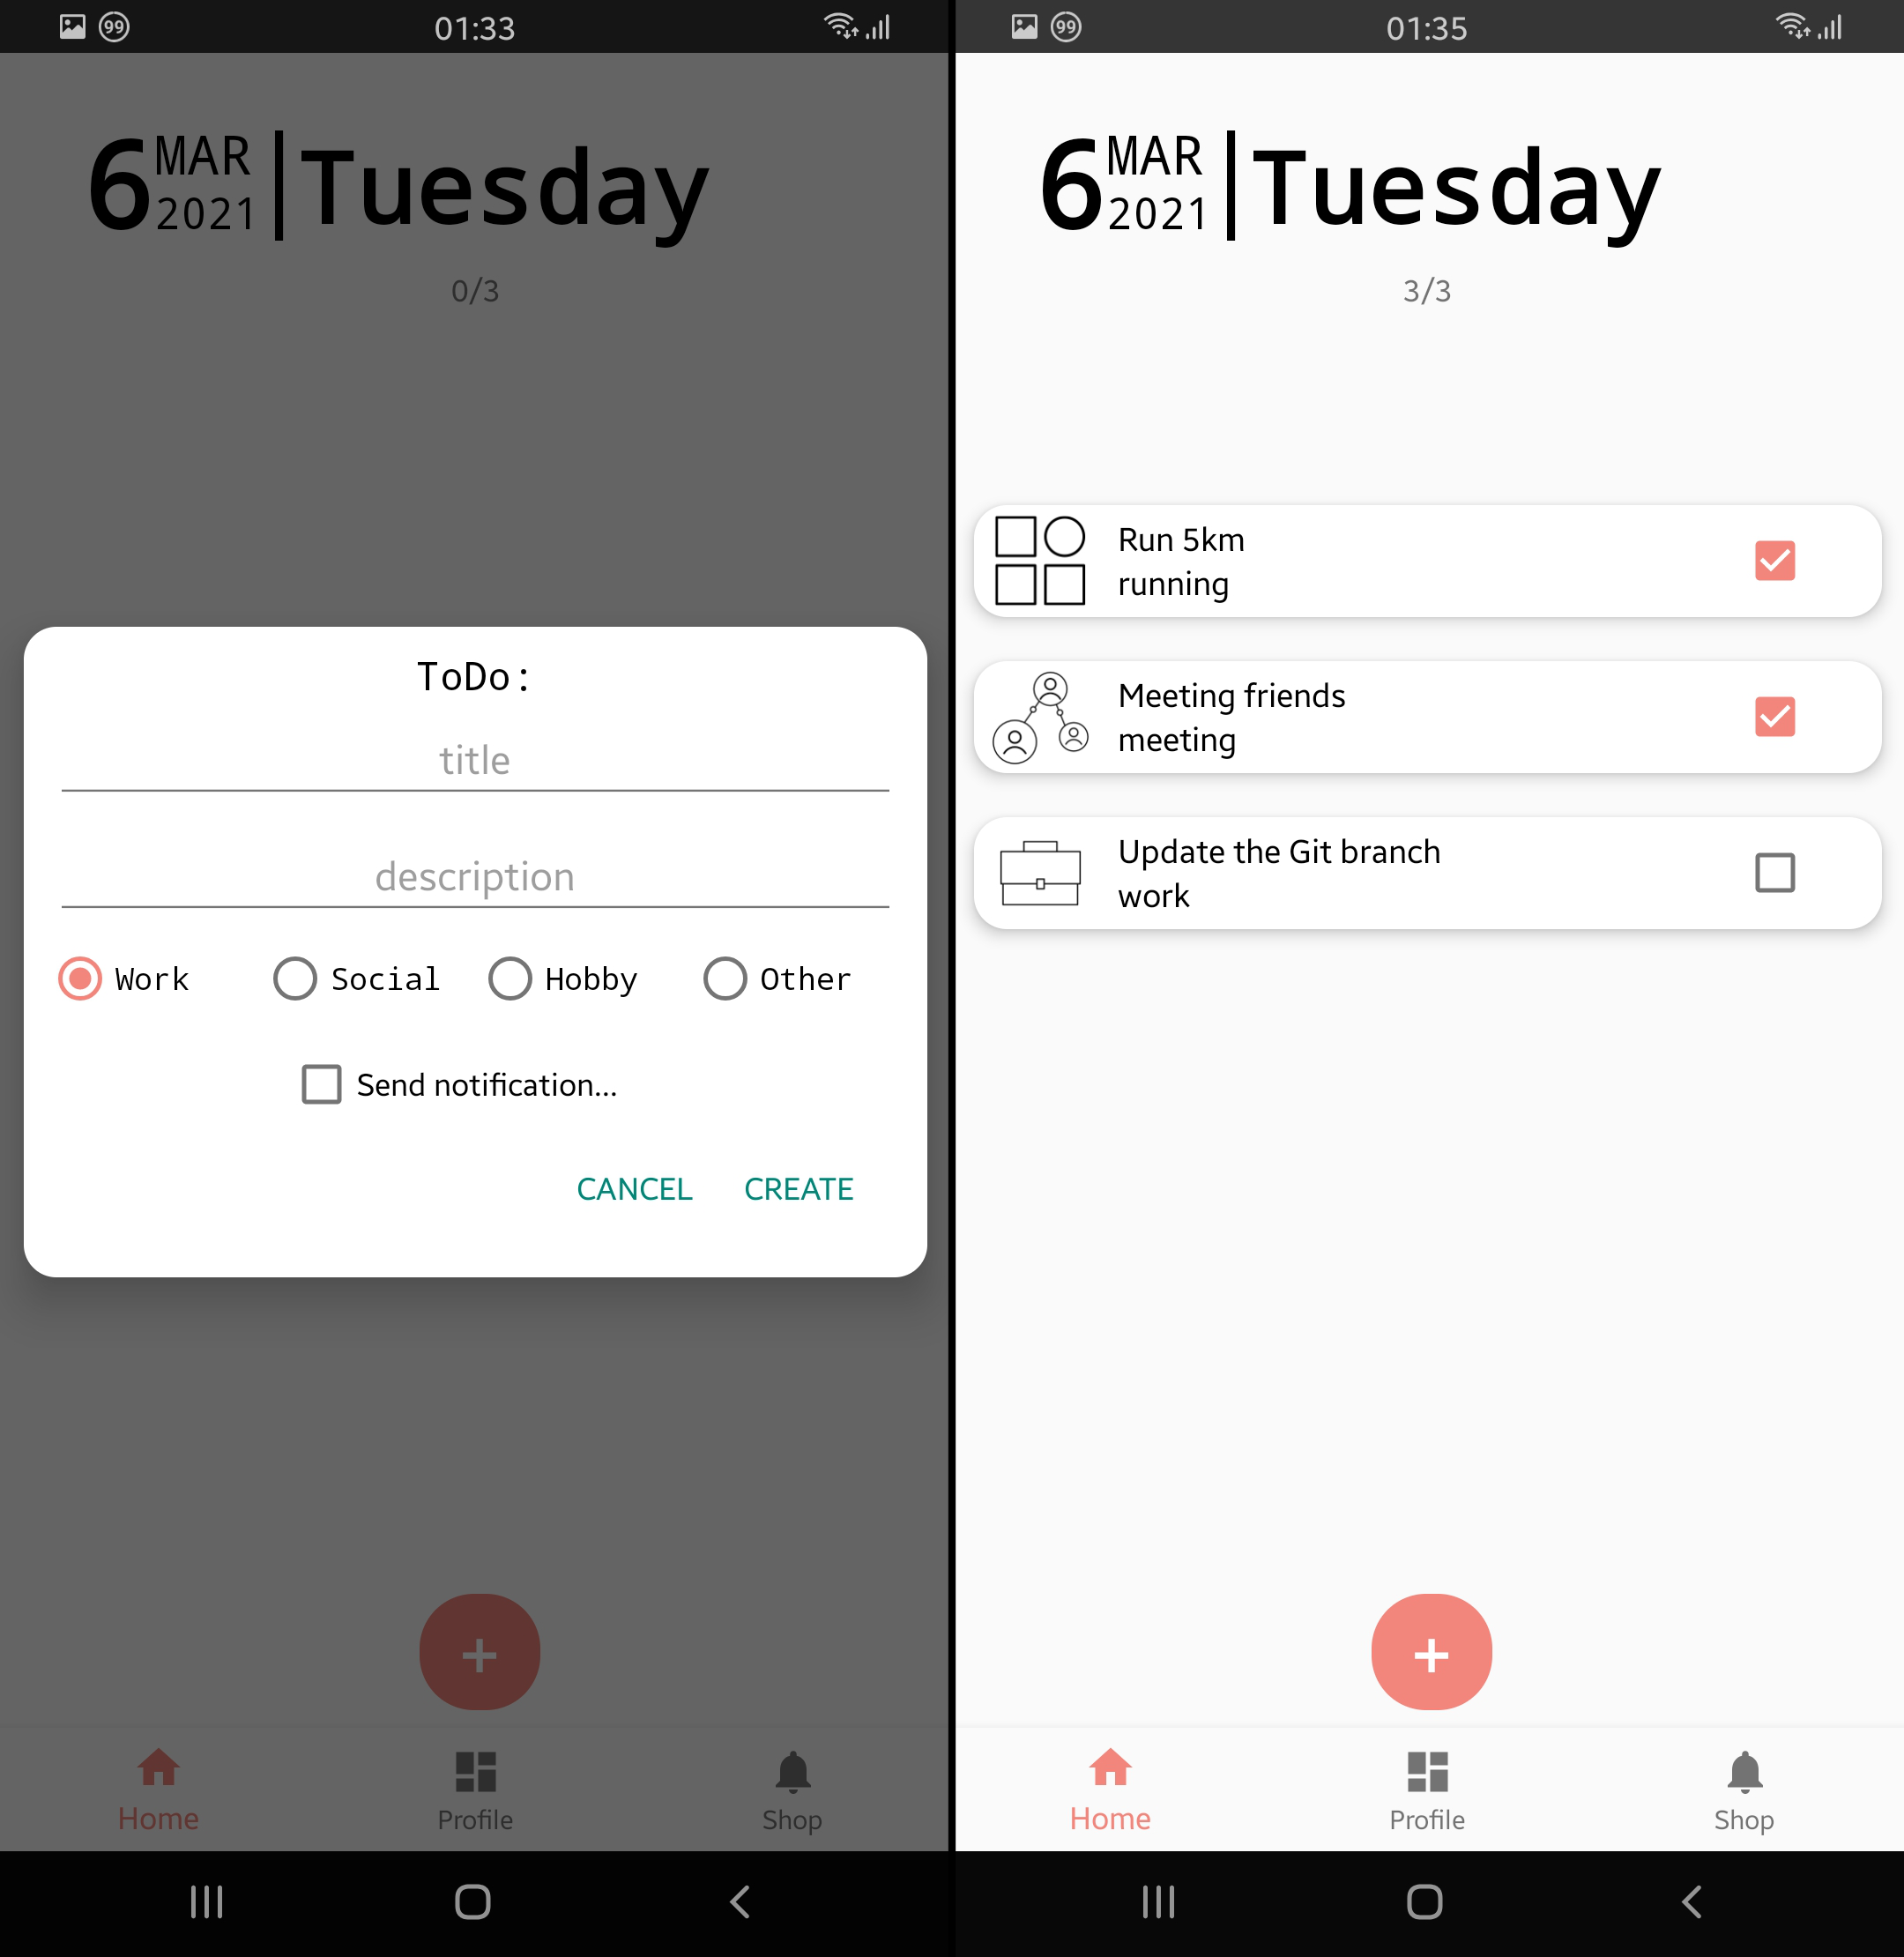 99
01:33
6 MAR 2021 | Tuesday
0/3
ToDo:
title
description
Work Social Hobby Other
Send notification...
CANCEL CREATE
+
Home Profile Shop
99
01:35
6 MAR 2021 | Tuesday
3/3
Run 5km
running
Meeting friends
meeting
Update the Git branch
work
+
Home Profile Shop